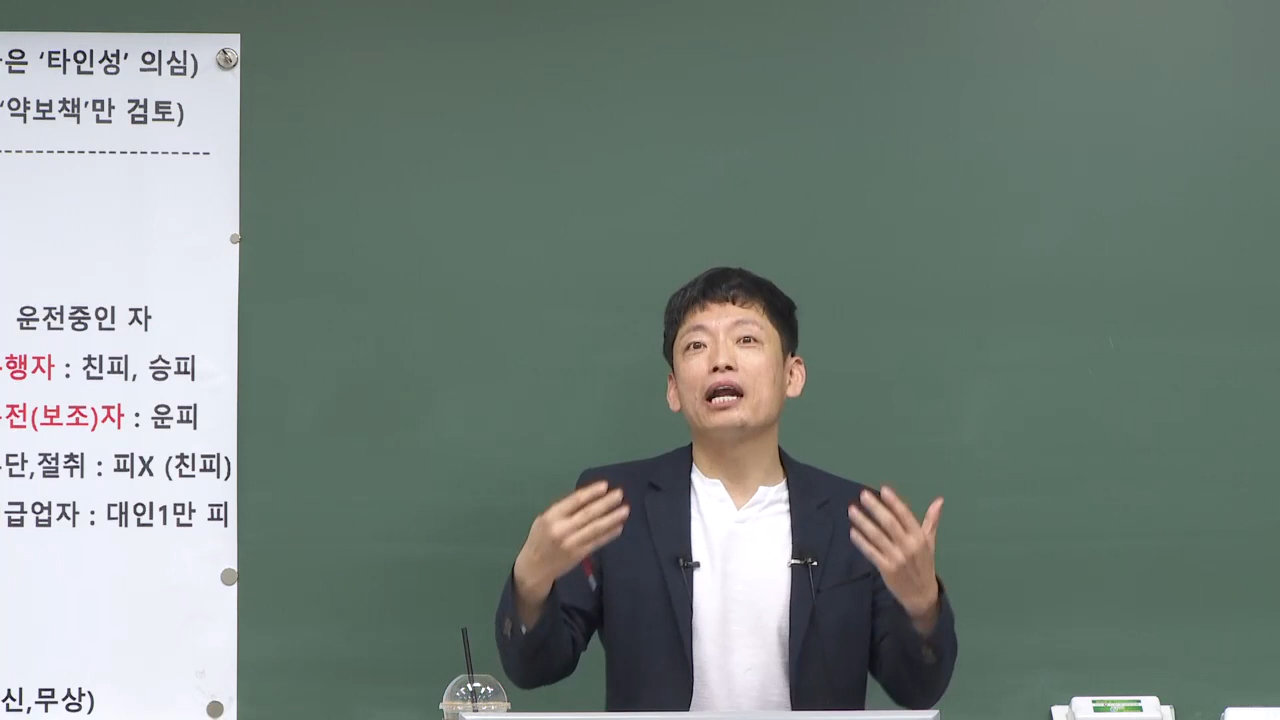 은 ‘타인성’ 의심)
‘약보책’만 검토)
운전중인 자
행자 : 친피, 승피
전(보조)자 : 운피
단,절취 : 피X (친피)
급업자 : 대인1만 피
신,무상)